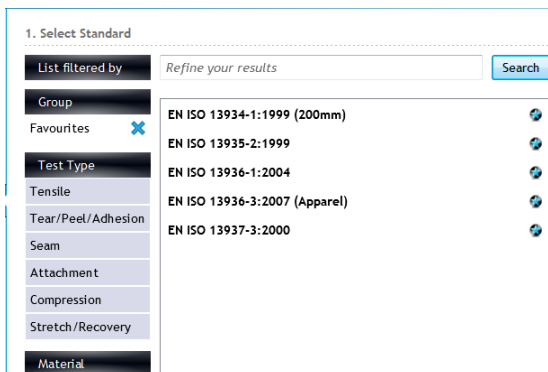 1. Select Standard
List filtered by
Refine your results
Search
Group
Favourites
Test Type
Tensile
Tear/Peel/Adhesion
Seam
Attachment
Compression
Stretch/Recovery
Material
EN ISO 13934-1:1999 (200mm)
EN ISO 13935-2:1999
EN ISO 13936-1:2004
EN ISO 13936-3:2007 (Apparel)
EN ISO 13937-3:2000